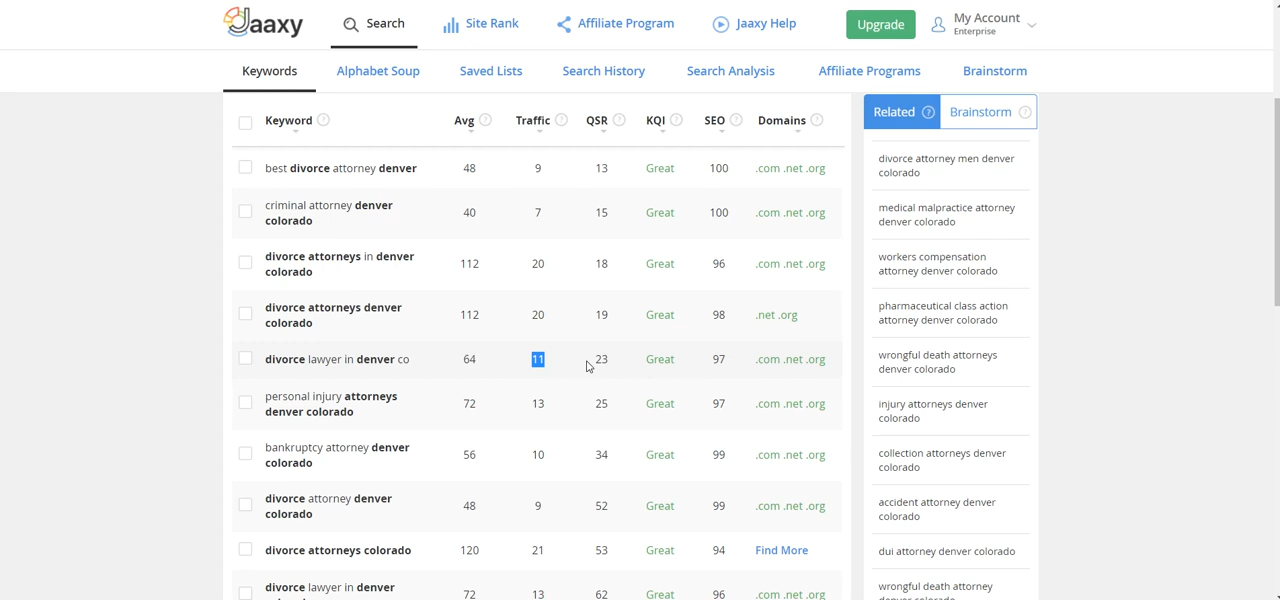 Jaaxy
Search
Site Rank
Affiliate Program
Jaaxy Help
Upgrade
My Account
Enterprise
Keywords
Alphabet Soup
Saved Lists
Search History
Search Analysis
Affiliate Programs
Brainstorm
Keyword ? Avg ? Traffic ? QSR ? KQI ? SEO ? Domains ?
best divorce attorney denver 48 9 13 Great 100 .com .net .org
criminal attorney denver
colorado 40 7 15 Great 100 .com .net .org
divorce attorneys in denver
colorado 112 20 18 Great 96 .com .net .org
divorce attorneys denver
colorado 112 20 19 Great 98 .net .org
divorce lawyer in denver co 64 11 23 Great 97 .com .net .org
personal injury attorneys
denver colorado 72 13 25 Great 97 .com .net .org
bankruptcy attorney denver
colorado 56 10 34 Great 99 .com .net .org
divorce attorney denver
colorado 48 9 52 Great 99 .com .net .org
divorce attorneys colorado 120 21 53 Great 94 Find More
divorce lawyer in denver
72 13 62 Great 96 .com .net .org
Related ? Brainstorm ?
divorce attorney men denver
colorado
medical malpractice attorney
denver colorado
workers compensation
attorney denver colorado
pharmaceutical class action
attorney denver colorado
wrongful death attorneys
denver colorado
injury attorneys denver
colorado
collection attorneys denver
colorado
accident attorney denver
colorado
dui attorney denver colorado
wrongful death attorney